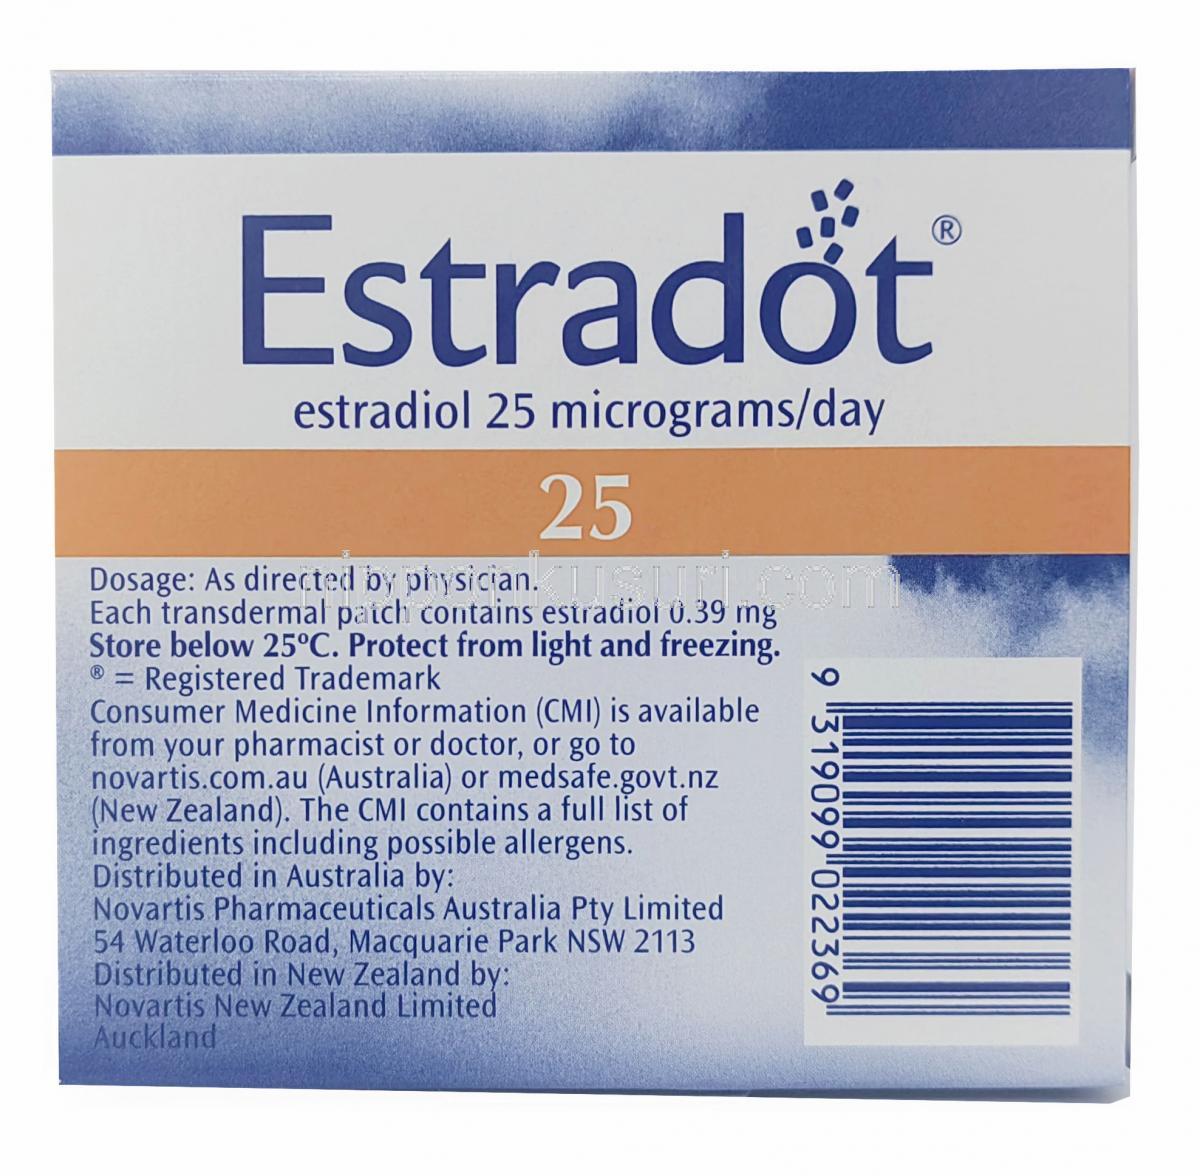 Estradot®
estradiol 25 micrograms/day
25
nippankusuri.com
Dosage: As directed by physician.
Each transdermal patch contains estradiol 0.39 mg
Store below 25ºC. Protect from light and freezing.
® = Registered Trademark
Consumer Medicine Information (CMI) is available
from your pharmacist or doctor, or go to
novartis.com.au (Australia) or medsafe.govt.nz
(New Zealand). The CMI contains a full list of
ingredients including possible allergens.
Distributed in Australia by:
Novartis Pharmaceuticals Australia Pty Limited
54 Waterloo Road, Macquarie Park NSW 2113
Distributed in New Zealand by:
Novartis New Zealand Limited
Auckland
9 319099 022369